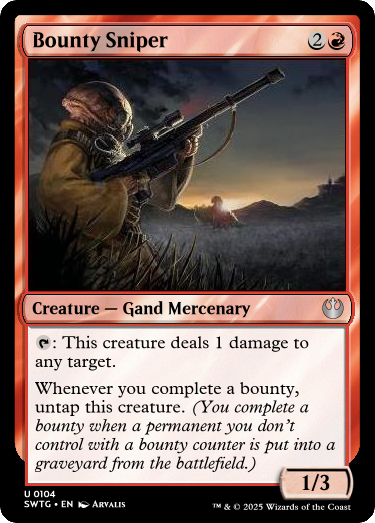 Bounty Sniper 2
Creature — Gand Mercenary
: This creature deals 1 damage to
any target.
Whenever you complete a bounty,
untap this creature. (You complete a
bounty when a permanent you don’t
control with a bounty counter is put into a
graveyard from the battlefield.)
1/3
U 0104
SWTG • EN ARVALIS
™ & © 2025 Wizards of the Coast